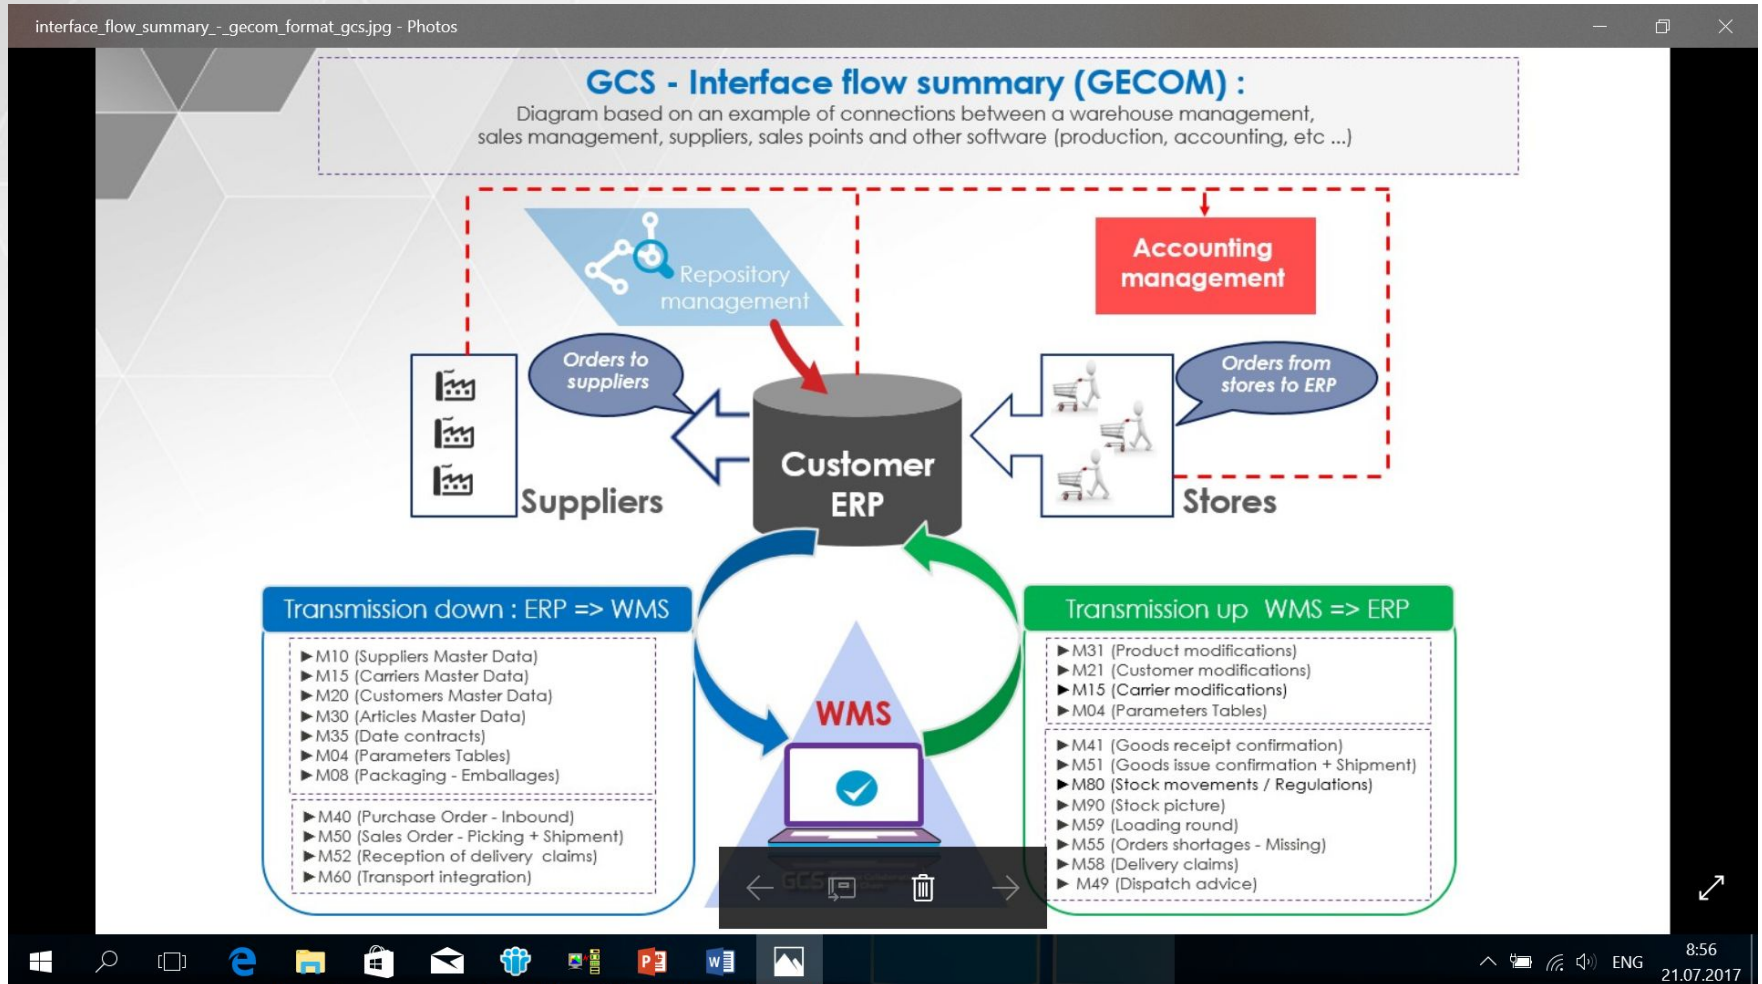 interface_flow_summary_-_gecom_format_gcs.jpg - Photos
GCS - Interface flow summary (GECOM) :
Diagram based on an example of connections between a warehouse management,
sales management, suppliers, sales points and other software (production, accounting, etc ...)
Repository
management
Accounting
management
Orders to
suppliers
Orders from
stores to ERP
Customer
ERP
Suppliers
Stores
Transmission down : ERP => WMS
►M10 (Suppliers Master Data)
►M15 (Carriers Master Data)
►M20 (Customers Master Data)
►M30 (Articles Master Data)
►M35 (Date contracts)
►M04 (Parameters Tables)
►M08 (Packaging - Emballages)
►M40 (Purchase Order - Inbound)
►M50 (Sales Order - Picking + Shipment)
►M52 (Reception of delivery claims)
►M60 (Transport integration)
WMS
GCS
Transmission up WMS => ERP
►M31 (Product modifications)
►M21 (Customer modifications)
►M15 (Carrier modifications)
►M04 (Parameters Tables)
►M41 (Goods receipt confirmation)
►M51 (Goods issue confirmation + Shipment)
►M80 (Stock movements / Regulations)
►M90 (Stock picture)
►M59 (Loading round)
►M55 (Orders shortages - Missing)
►M58 (Delivery claims)
► M49 (Dispatch advice)
ENG
8:56
21.07.2017